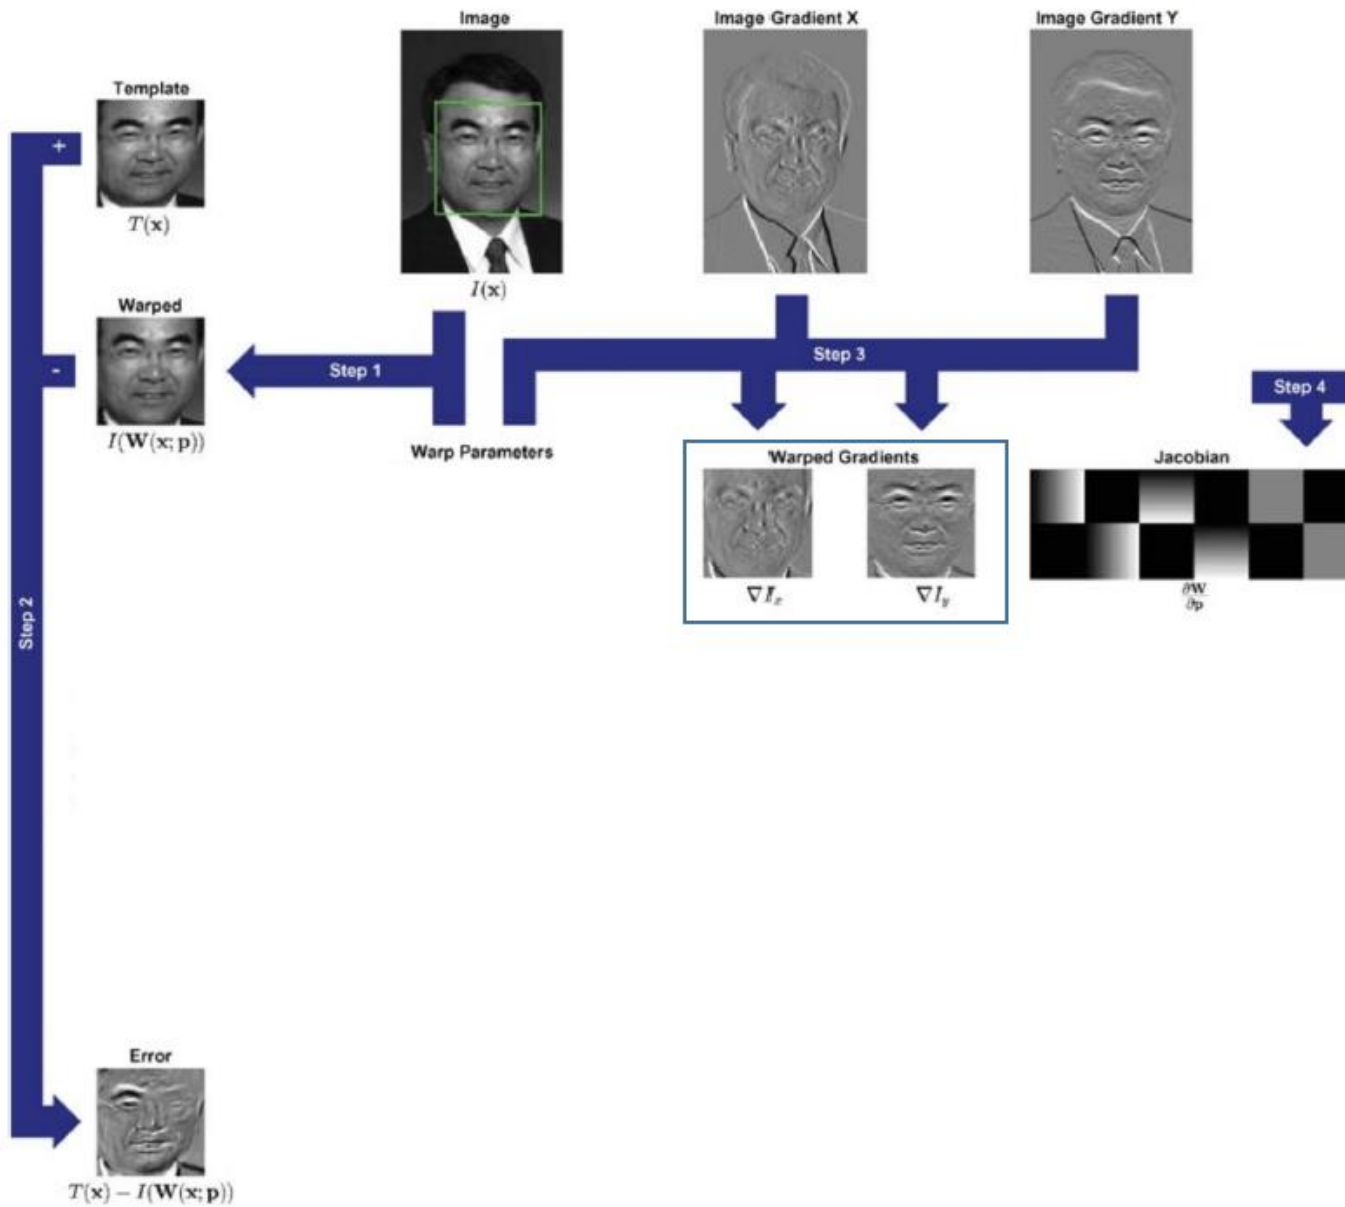 Image
Image Gradient X
Image Gradient Y
Template
+
T(x)
I(x)
Warped
-
Step 1
Step 3
Step 4
I(W(x; p))
Warp Parameters
Warped Gradients
Jacobian
∇I_x
∇I_y
∂W
∂p
Step 2
Error
T(x) − I(W(x; p))